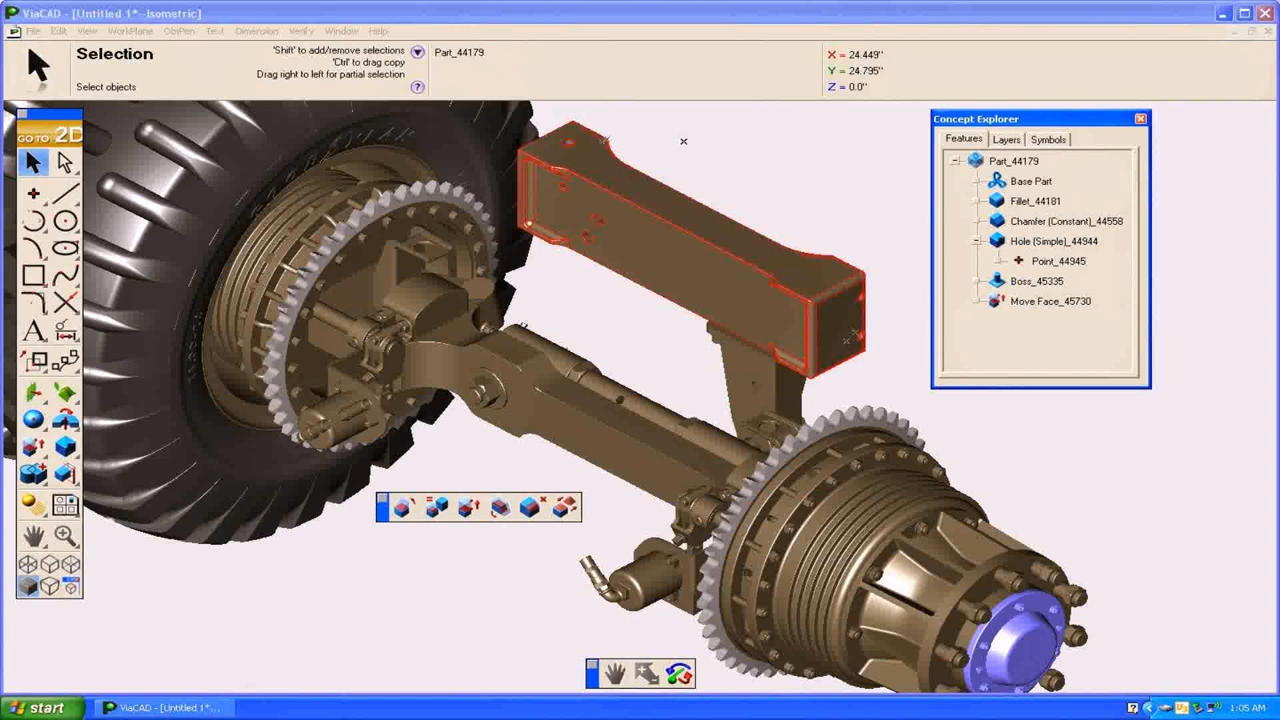 ViaCAD - [Untitled 1* -Isometric]
File Edit View WorkPlane ObjPen Text Dimension Verify Window Help
Selection
Select objects
'Shift' to add/remove selections
'Ctrl' to drag copy
Drag right to left for partial selection
?
Part_44179
X = 24.449"
Y = 24.795"
Z = 0.0"
GO TO 2D
A
Concept Explorer
Features Layers Symbols
Part_44179
Base Part
Fillet_44181
Chamfer (Constant)_44558
Hole (Simple)_44944
Point_44945
Boss_45335
Move Face_45730
start
ViaCAD - [Untitled 1*...
1:05 AM